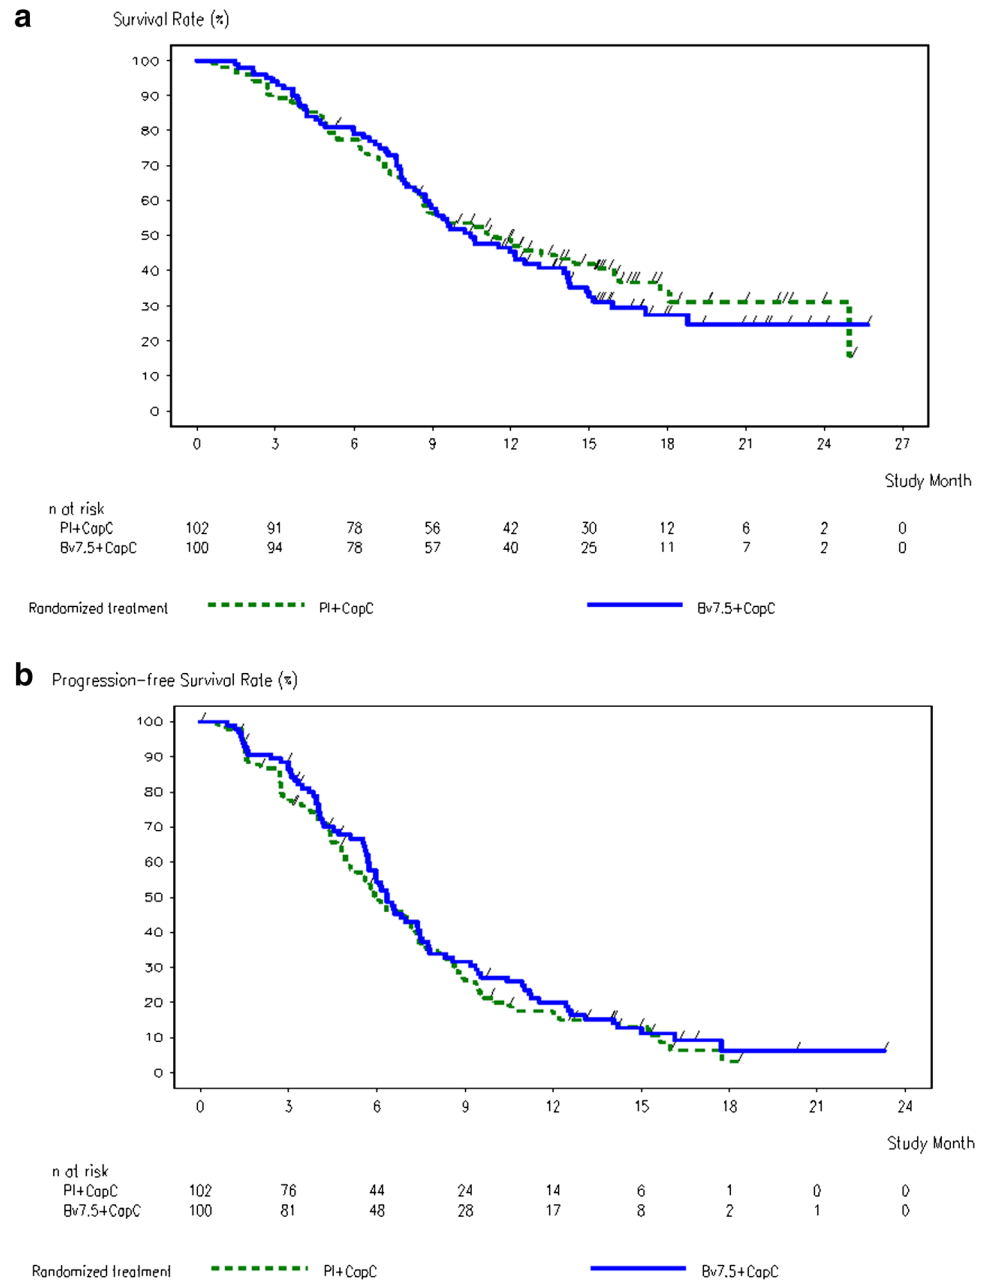 a
Survival Rate (%)
100
90
80
70
60
50
40
30
20
10
0
0 3 6 9 12 15 18 21 24 27
Study Month
n at risk
Pl+CapC 102 91 78 56 42 30 12 6 2 0
Bv7.5+CapC 100 94 78 57 40 25 11 7 2 0
Randomized treatment Pl+CapC Bv7.5+CapC
b
Progression-free Survival Rate (%)
100
90
80
70
60
50
40
30
20
10
0
0 3 6 9 12 15 18 21 24
Study Month
n at risk
Pl+CapC 102 76 44 24 14 6 1 0 0
Bv7.5+CapC 100 81 48 28 17 8 2 1 0
Randomized treatment Pl+CapC Bv7.5+CapC